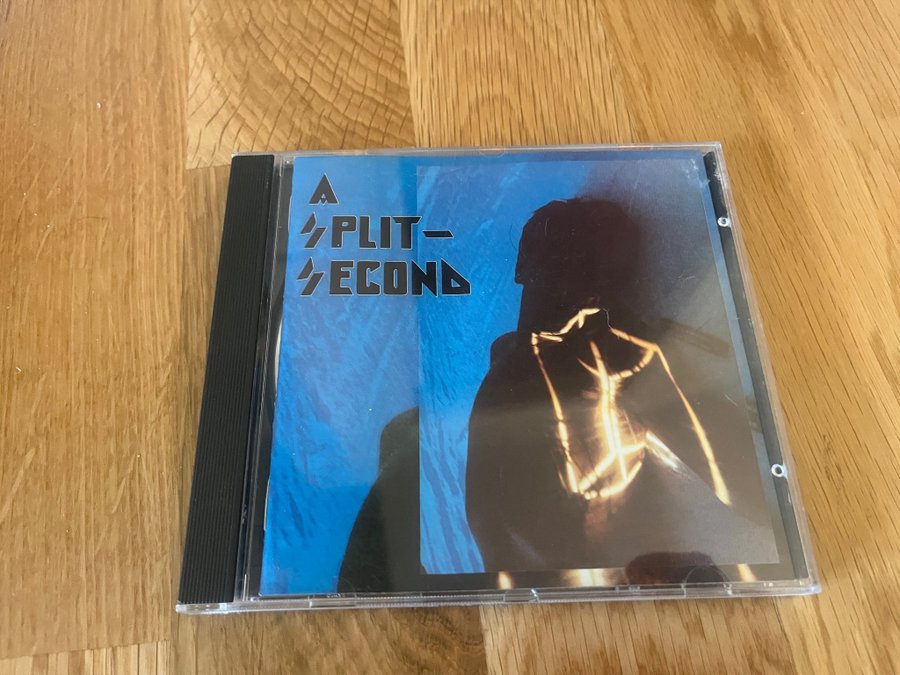 A
SPLIT-
SECOND